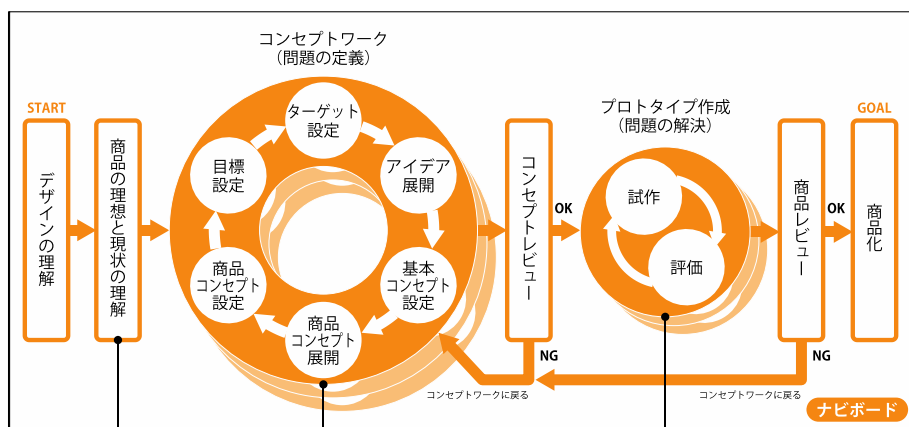 START
デザインの理解
商品の理想と現状の理解
コンセプトワーク
（問題の定義）
ターゲット
設定
アイデア
展開
基本
コンセプト
設定
商品
コンセプト
展開
商品
コンセプト
設定
目標
設定
コンセプトレビュー
OK
NG
コンセプトワークに戻る
プロトタイプ作成
（問題の解決）
試作
評価
商品レビュー
OK
NG
コンセプトワークに戻る
GOAL
商品化
ナビボード